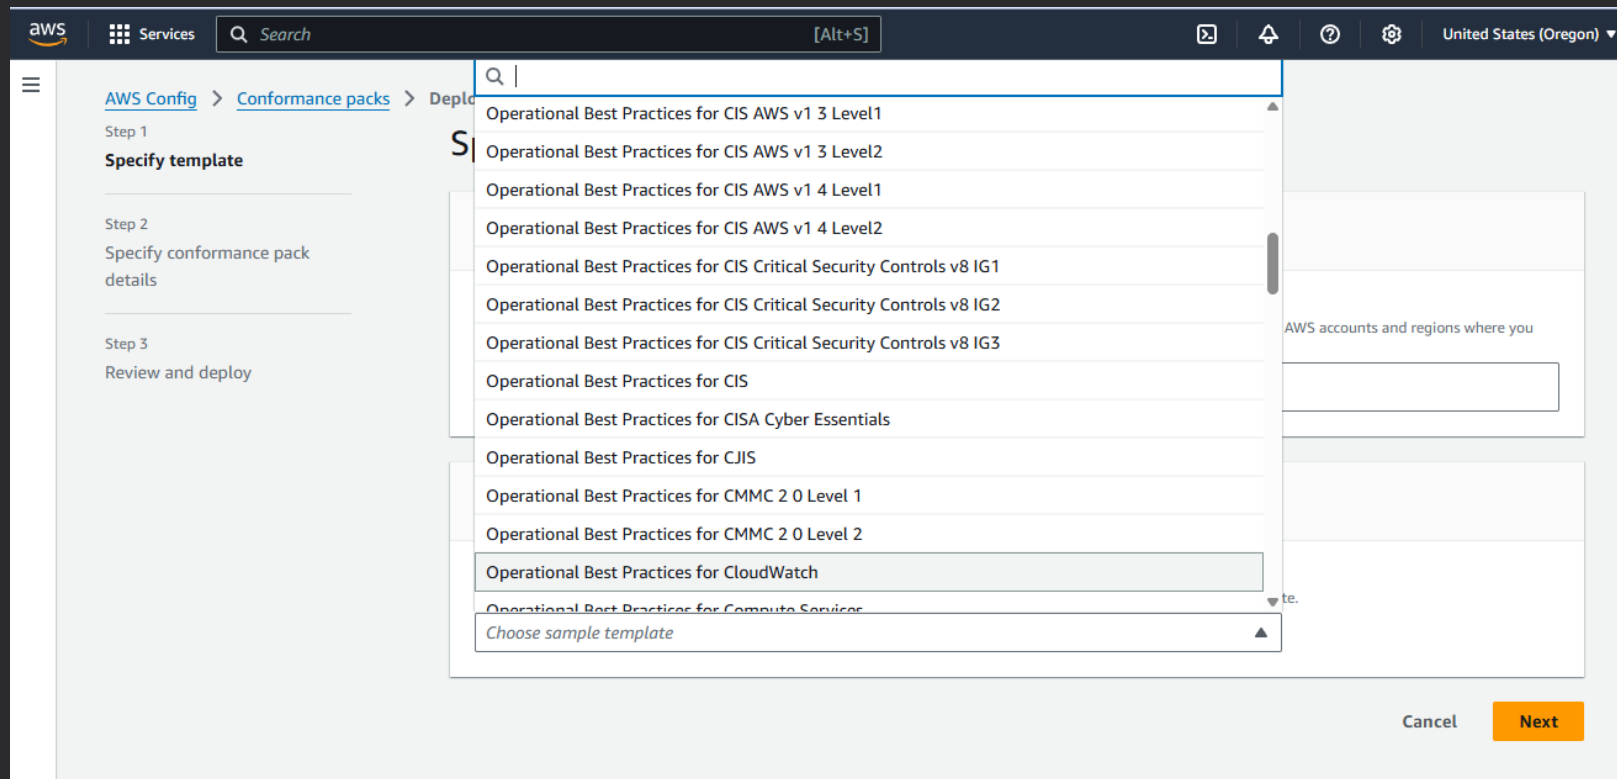 aws
Services
Search
[Alt+S]
United States (Oregon)
AWS Config > Conformance packs >
Step 1
Specify template
Step 2
Specify conformance pack
details
Step 3
Review and deploy
Operational Best Practices for CIS AWS v1 3 Level1
Operational Best Practices for CIS AWS v1 3 Level2
Operational Best Practices for CIS AWS v1 4 Level1
Operational Best Practices for CIS AWS v1 4 Level2
Operational Best Practices for CIS Critical Security Controls v8 IG1
Operational Best Practices for CIS Critical Security Controls v8 IG2
Operational Best Practices for CIS Critical Security Controls v8 IG3
Operational Best Practices for CIS
Operational Best Practices for CISA Cyber Essentials
Operational Best Practices for CJIS
Operational Best Practices for CMMC 2 0 Level 1
Operational Best Practices for CMMC 2 0 Level 2
Operational Best Practices for CloudWatch
Operational Best Practices for Compute Services
Choose sample template
AWS accounts and regions where you
te.
Cancel
Next